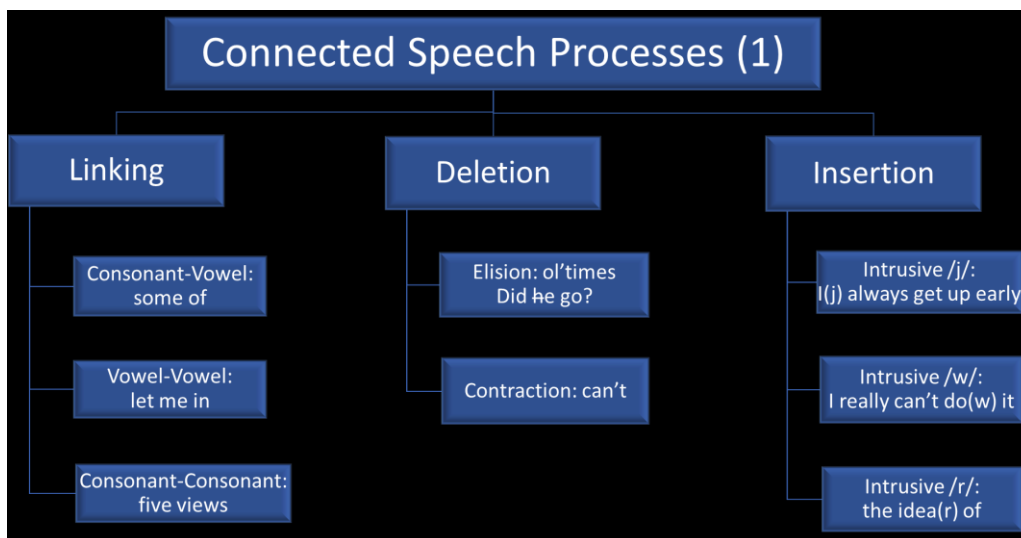 Connected Speech Processes (1)
Linking
Deletion
Insertion
Consonant-Vowel:
some of
Vowel-Vowel:
let me in
Consonant-Consonant:
five views
Elision: ol’times
Did he go?
Contraction: can’t
Intrusive /j/:
I(j) always get up early
Intrusive /w/:
I really can’t do(w) it
Intrusive /r/:
the idea(r) of